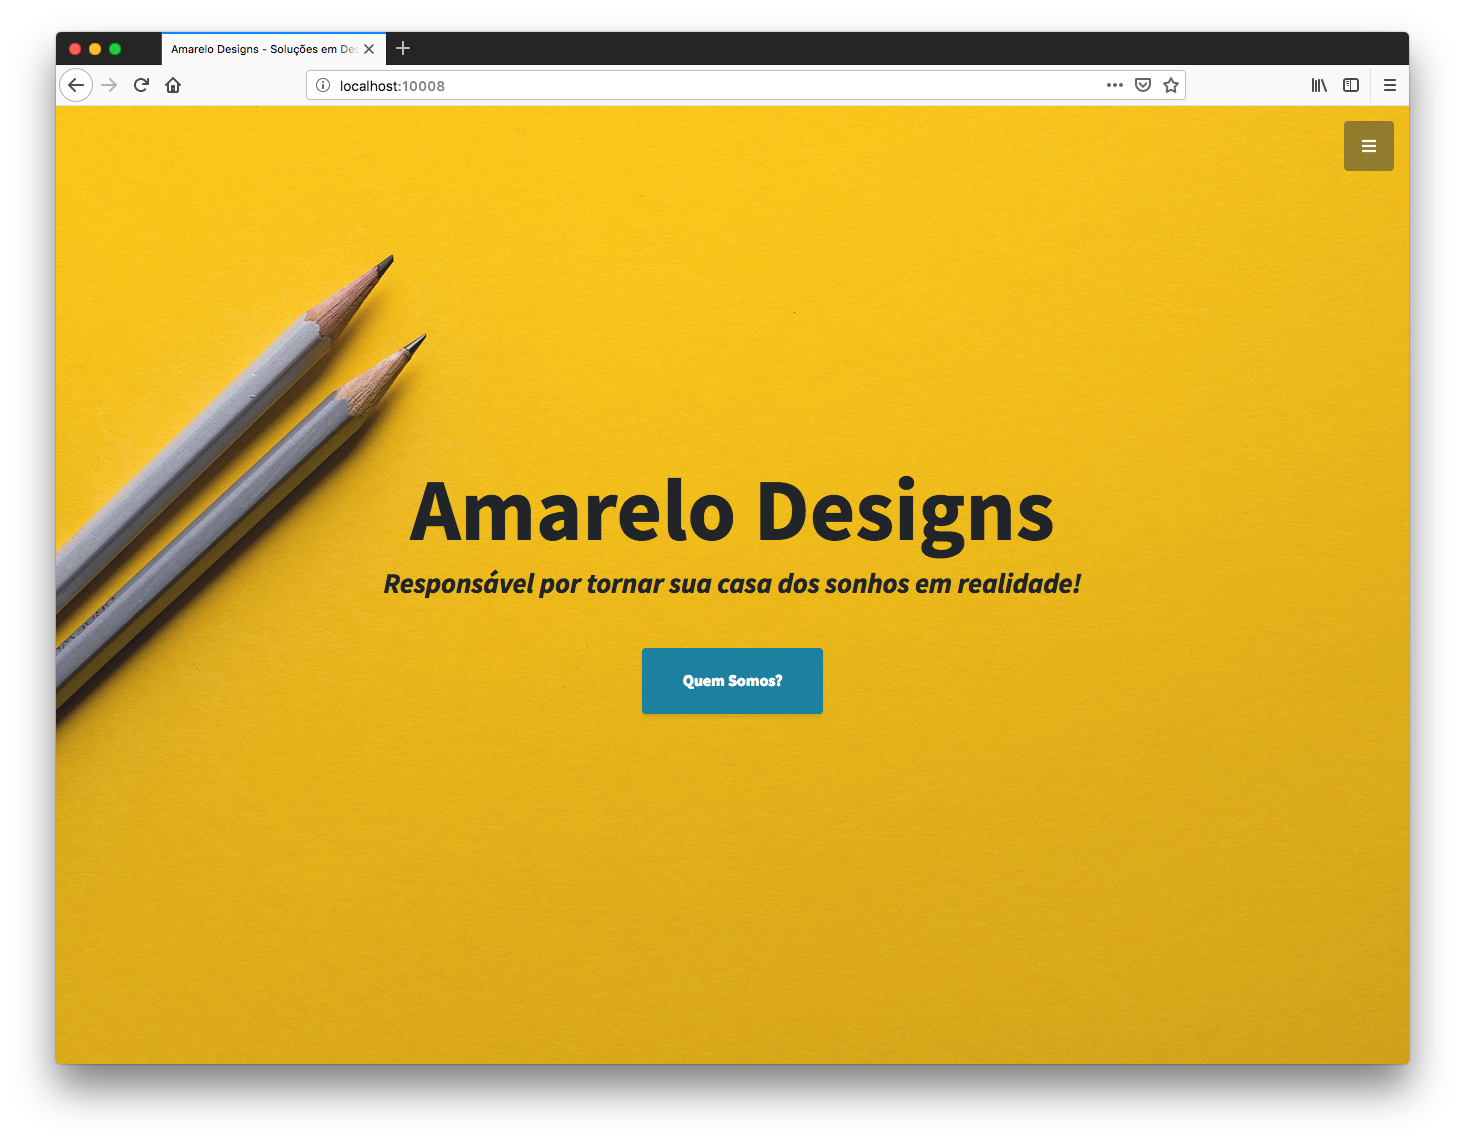 Amarelo Designs - Soluções em De
localhost:10008
Amarelo Designs
Responsável por tornar sua casa dos sonhos em realidade!
Quem Somos?